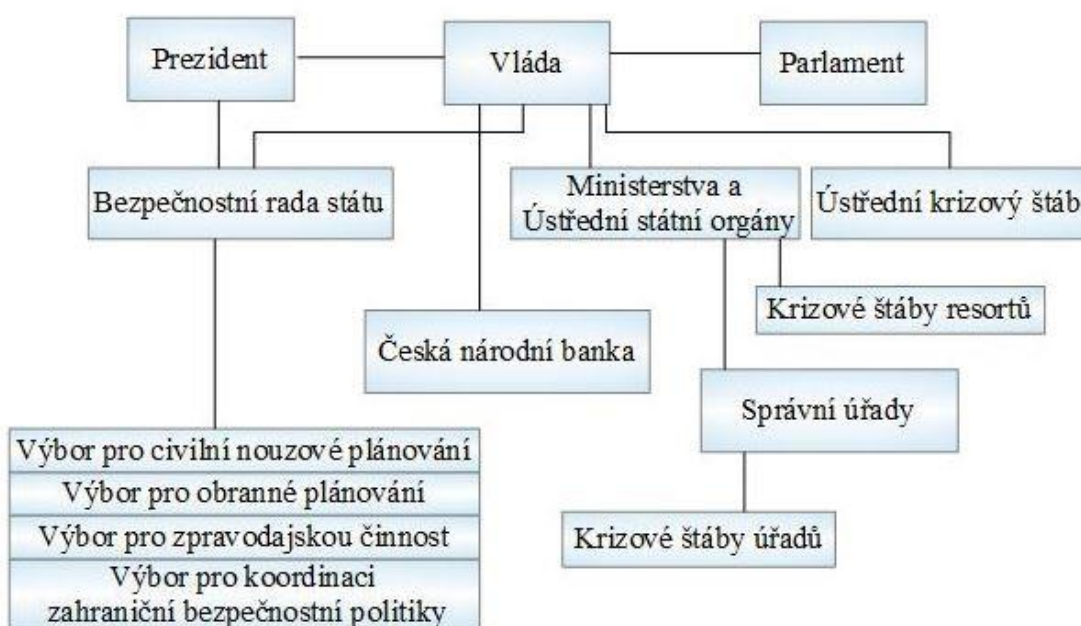 Prezident
Vláda
Parlament
Bezpečnostní rada státu
Ministerstva a
Ústřední státní orgány
Ústřední krizový štáb
Krizové štáby resortů
Česká národní banka
Správní úřady
Výbor pro civilní nouzové plánování
Výbor pro obranné plánování
Výbor pro zpravodajskou činnost
Výbor pro koordinaci
zahraniční bezpečnostní politiky
Krizové štáby úřadů